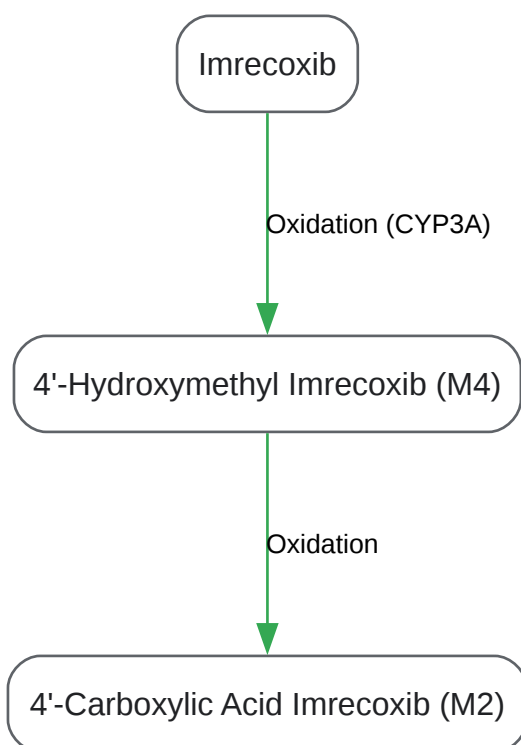 Imrecoxib
Oxidation (CYP3A)
4'-Hydroxymethyl Imrecoxib (M4)
Oxidation
4'-Carboxylic Acid Imrecoxib (M2)